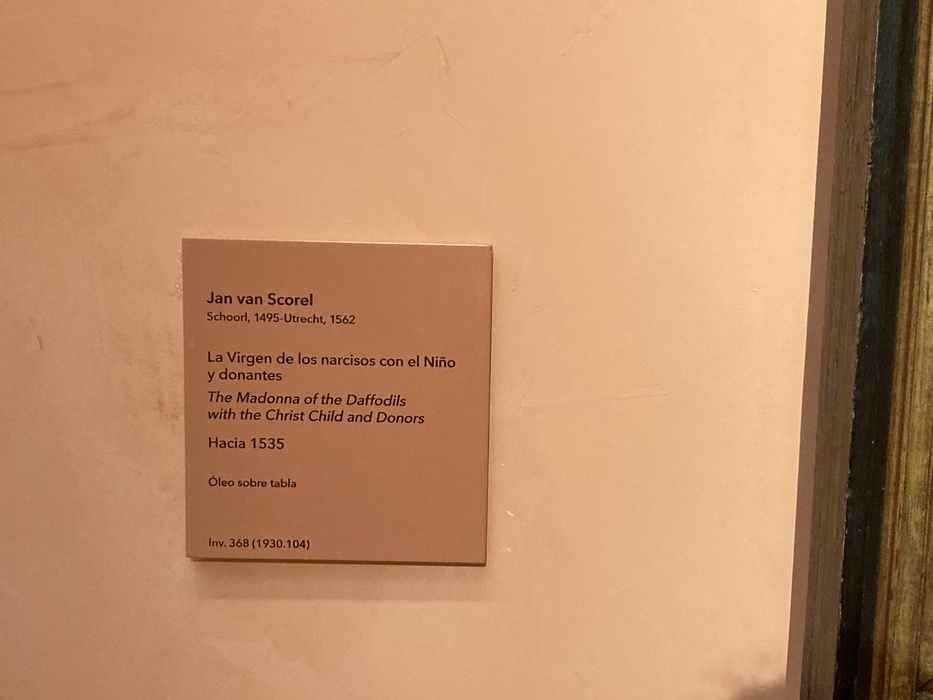 Jan van Scorel
Schoorl, 1495-Utrecht, 1562
La Virgen de los narcisos con el Niño
y donantes
The Madonna of the Daffodils
with the Christ Child and Donors
Hacia 1535
Óleo sobre tabla
Inv. 368 (1930.104)